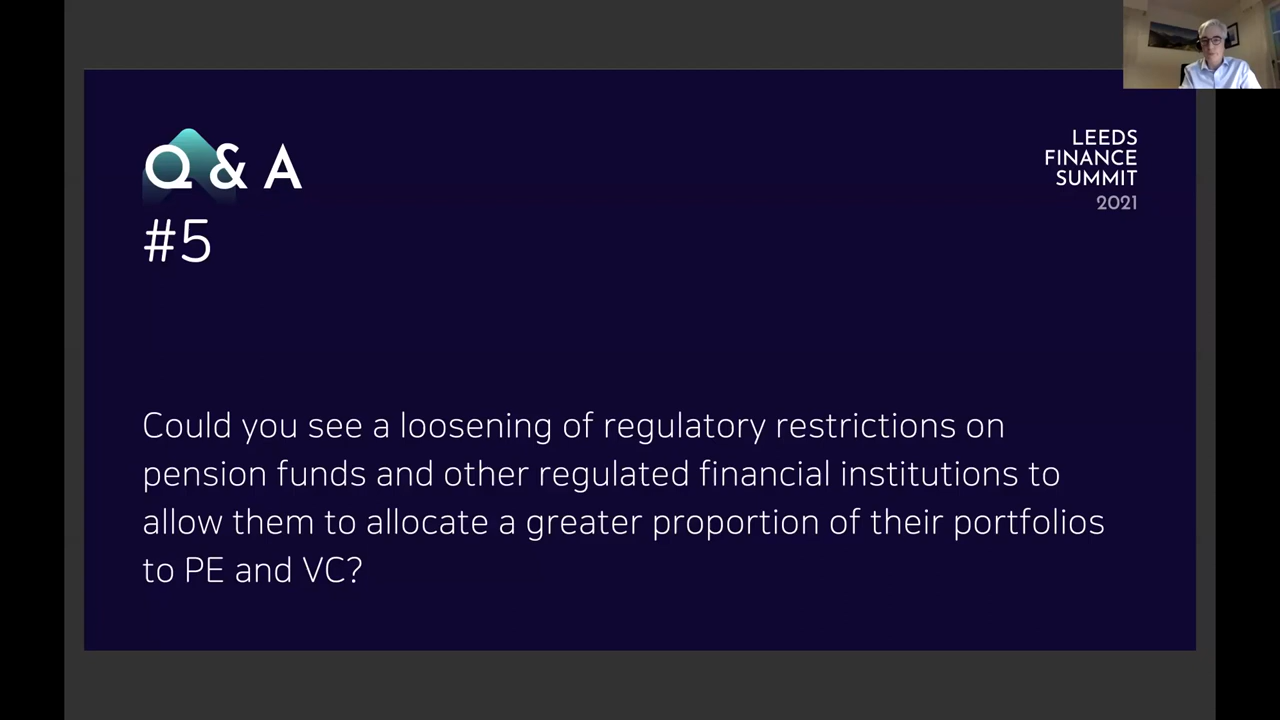 Q & A
#5
LEEDS
FINANCE
SUMMIT
2021
Could you see a loosening of regulatory restrictions on
pension funds and other regulated financial institutions to
allow them to allocate a greater proportion of their portfolios
to PE and VC?